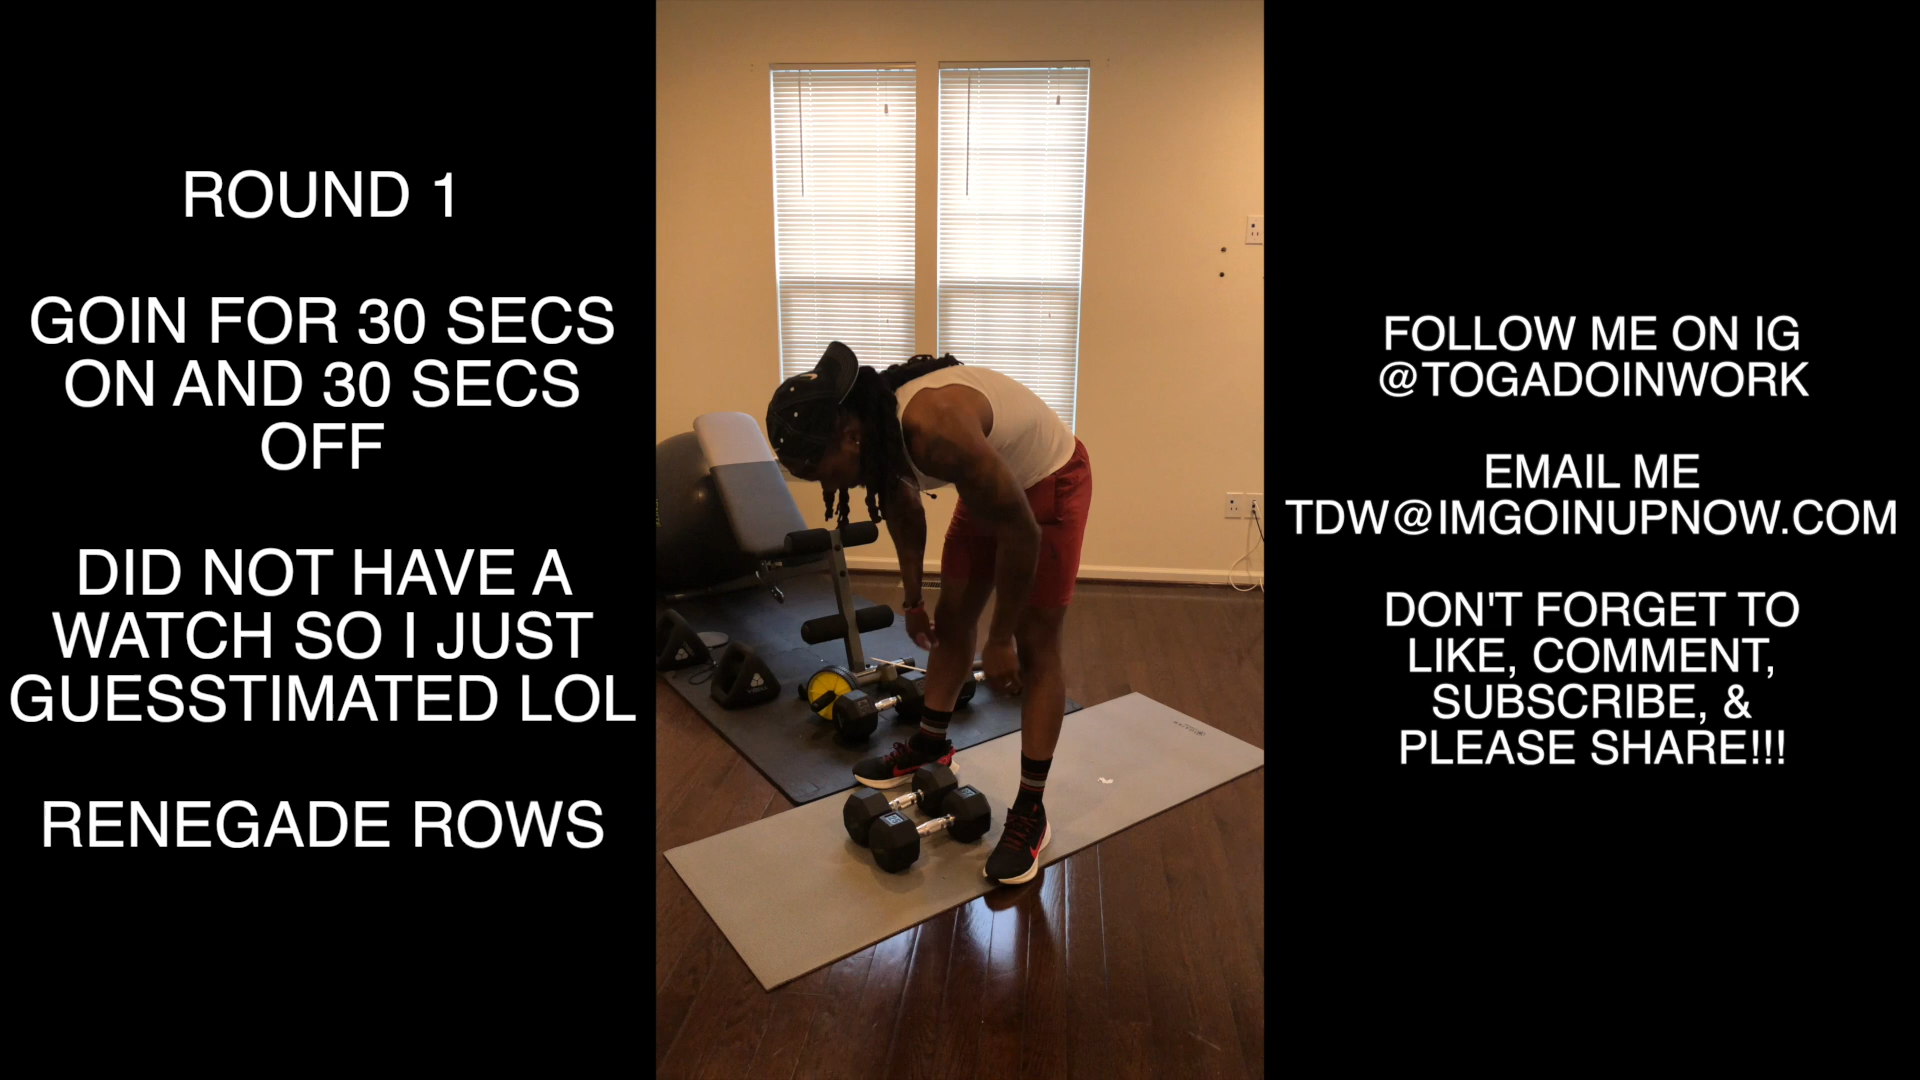 ROUND 1
GOIN FOR 30 SECS
ON AND 30 SECS
OFF
DID NOT HAVE A
WATCH SO I JUST
GUESSTIMATED LOL
RENEGADE ROWS
FOLLOW ME ON IG
@TOGADOINWORK
EMAIL ME
TDW@IMGOINUPNOW.COM
DON'T FORGET TO
LIKE, COMMENT,
SUBSCRIBE, &
PLEASE SHARE!!!